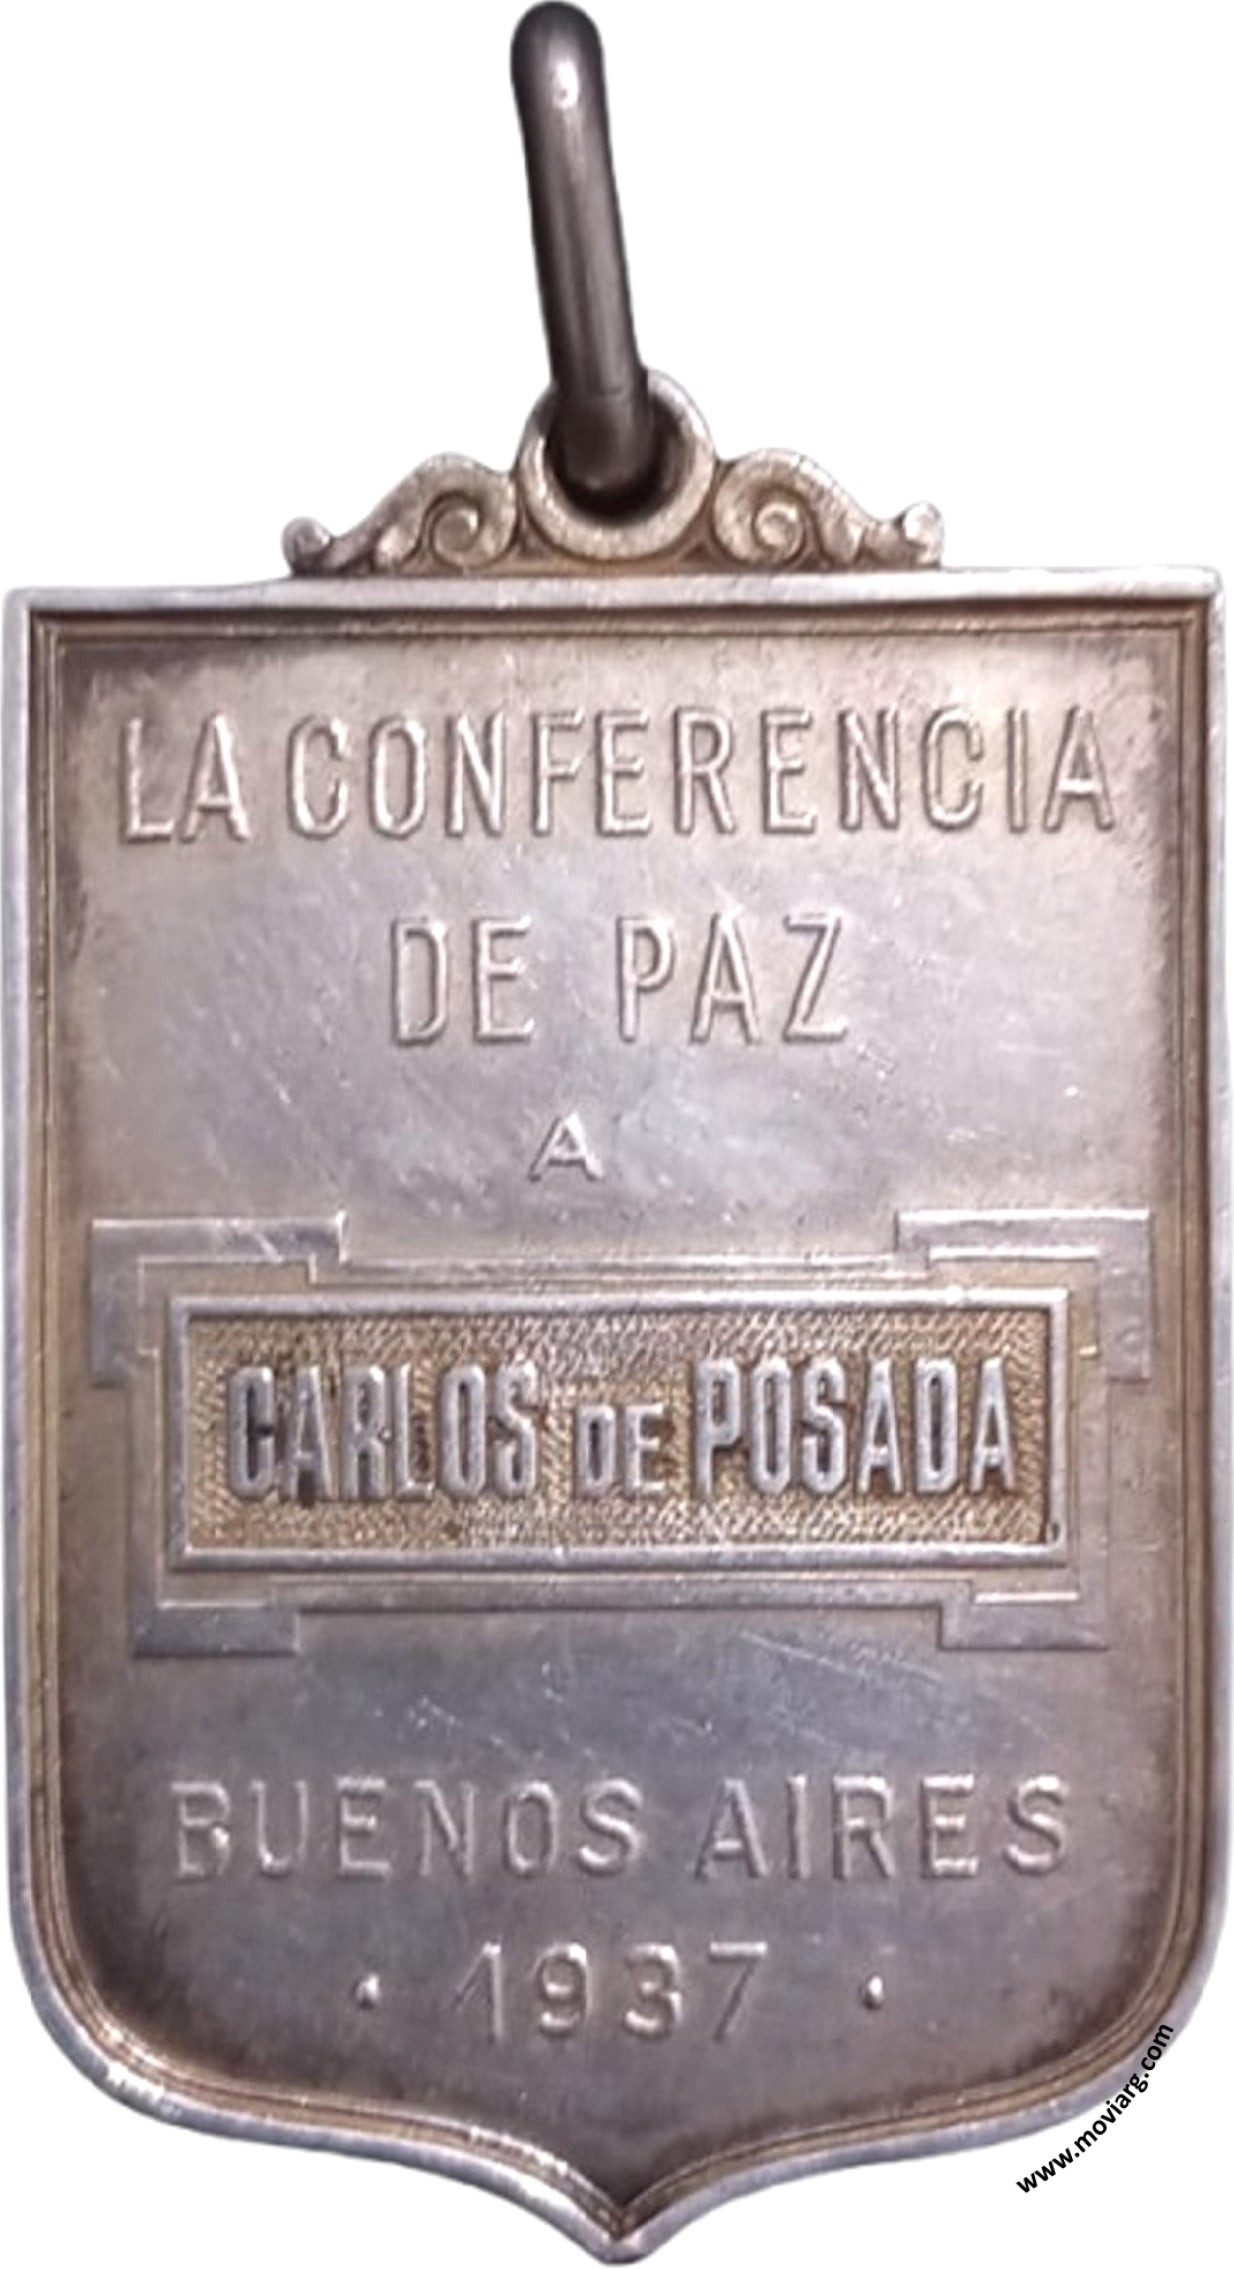 LA CONFERENCIA
DE PAZ
A
CARLOS DE POSADA
BUENOS AIRES
· 1937 ·
www.moviarg.com